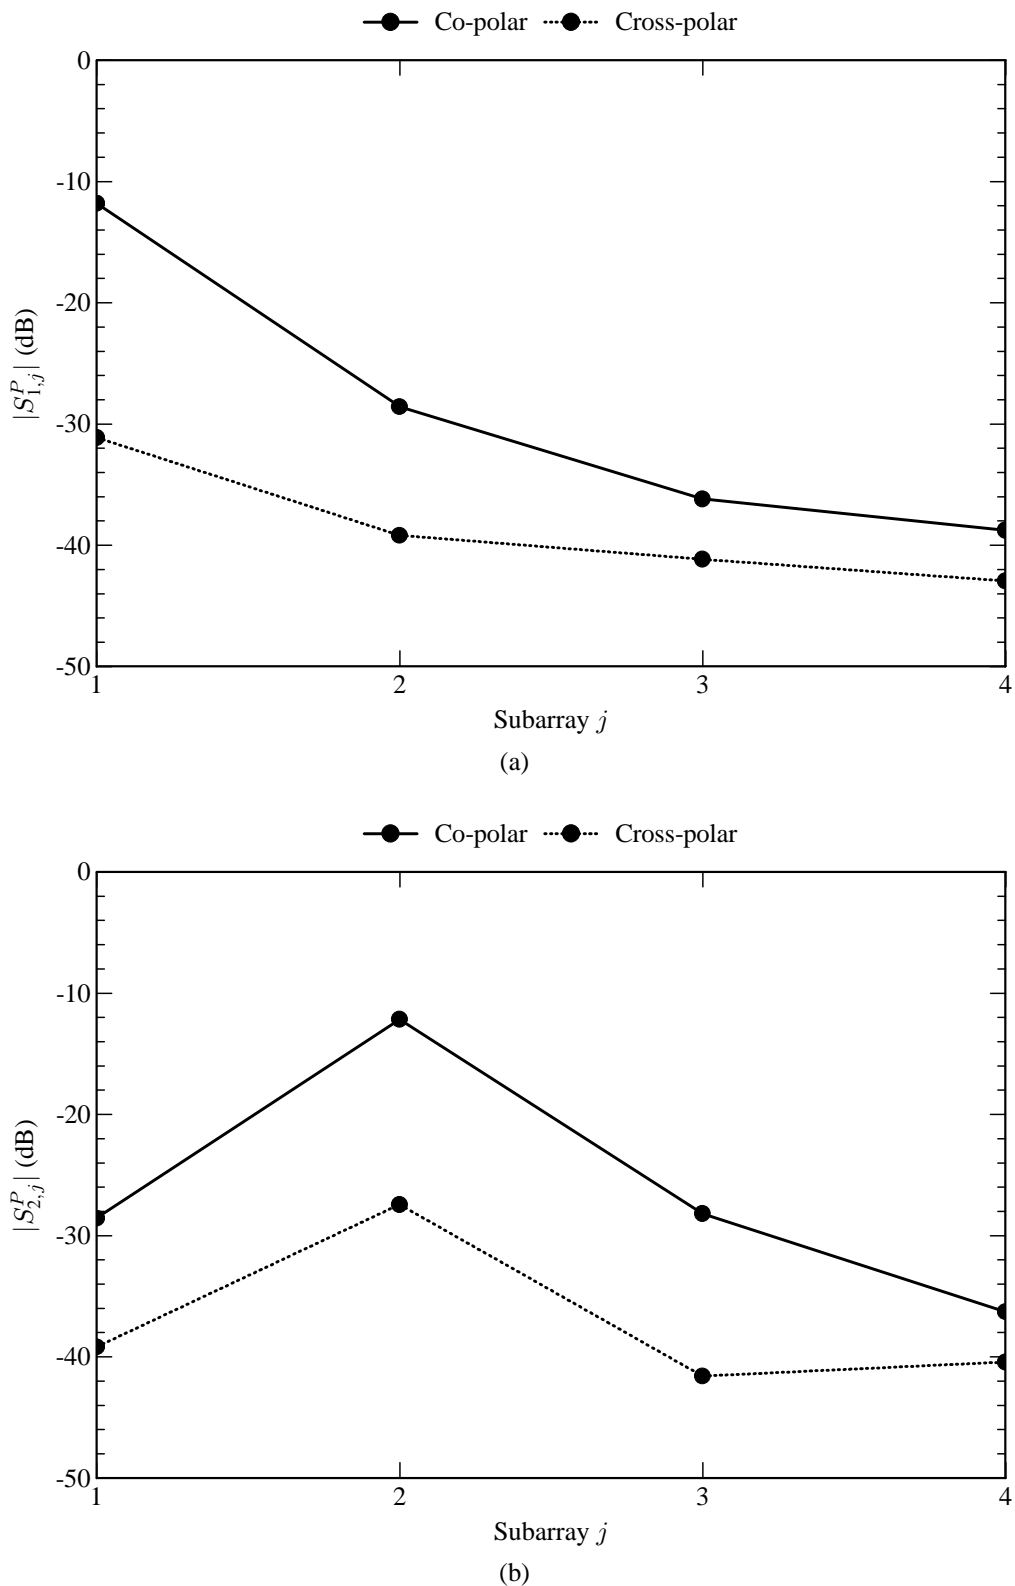 Co-polar Cross-polar
0
-10
-20
-30
-40
-50
|S^P_{1,j}| (dB)
1 2 3 4
Subarray j
(a)
Co-polar Cross-polar
0
-10
-20
-30
-40
-50
|S^P_{2,j}| (dB)
1 2 3 4
Subarray j
(b)